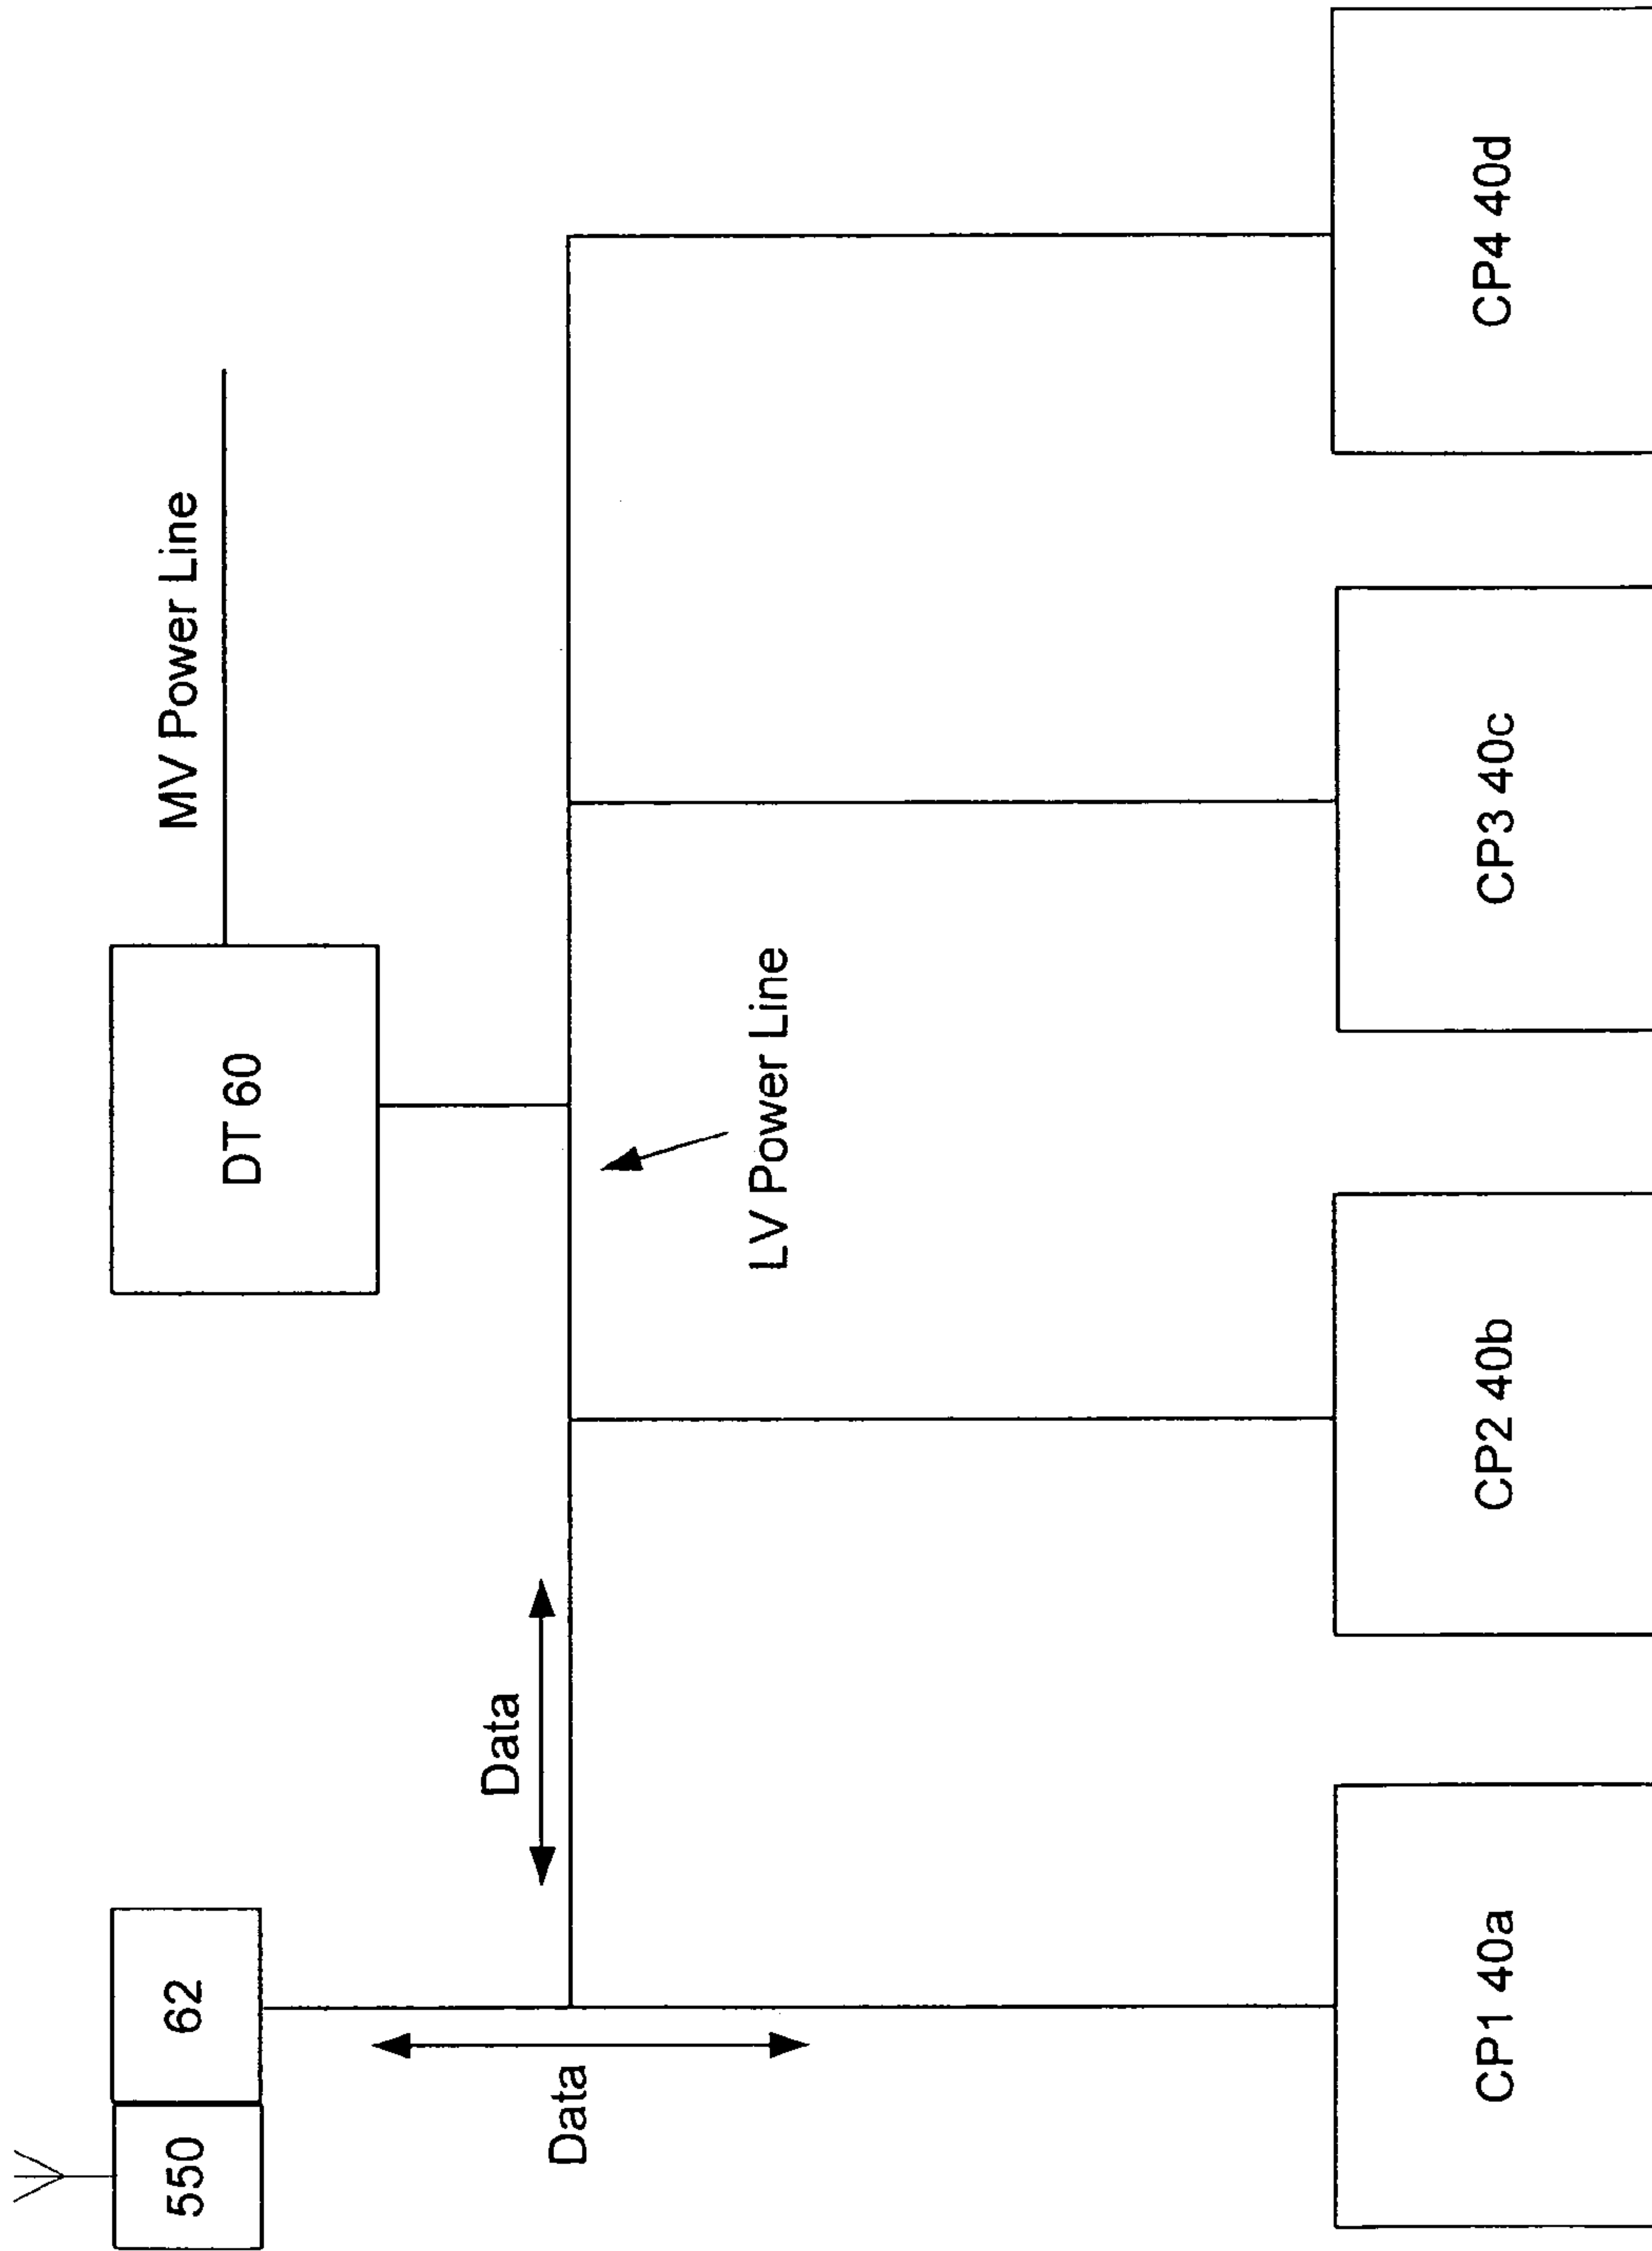 MV Power Line
DT 60
LV Power Line
62
550
Data
Data
CP1 40a
CP2 40b
CP3 40c
CP4 40d